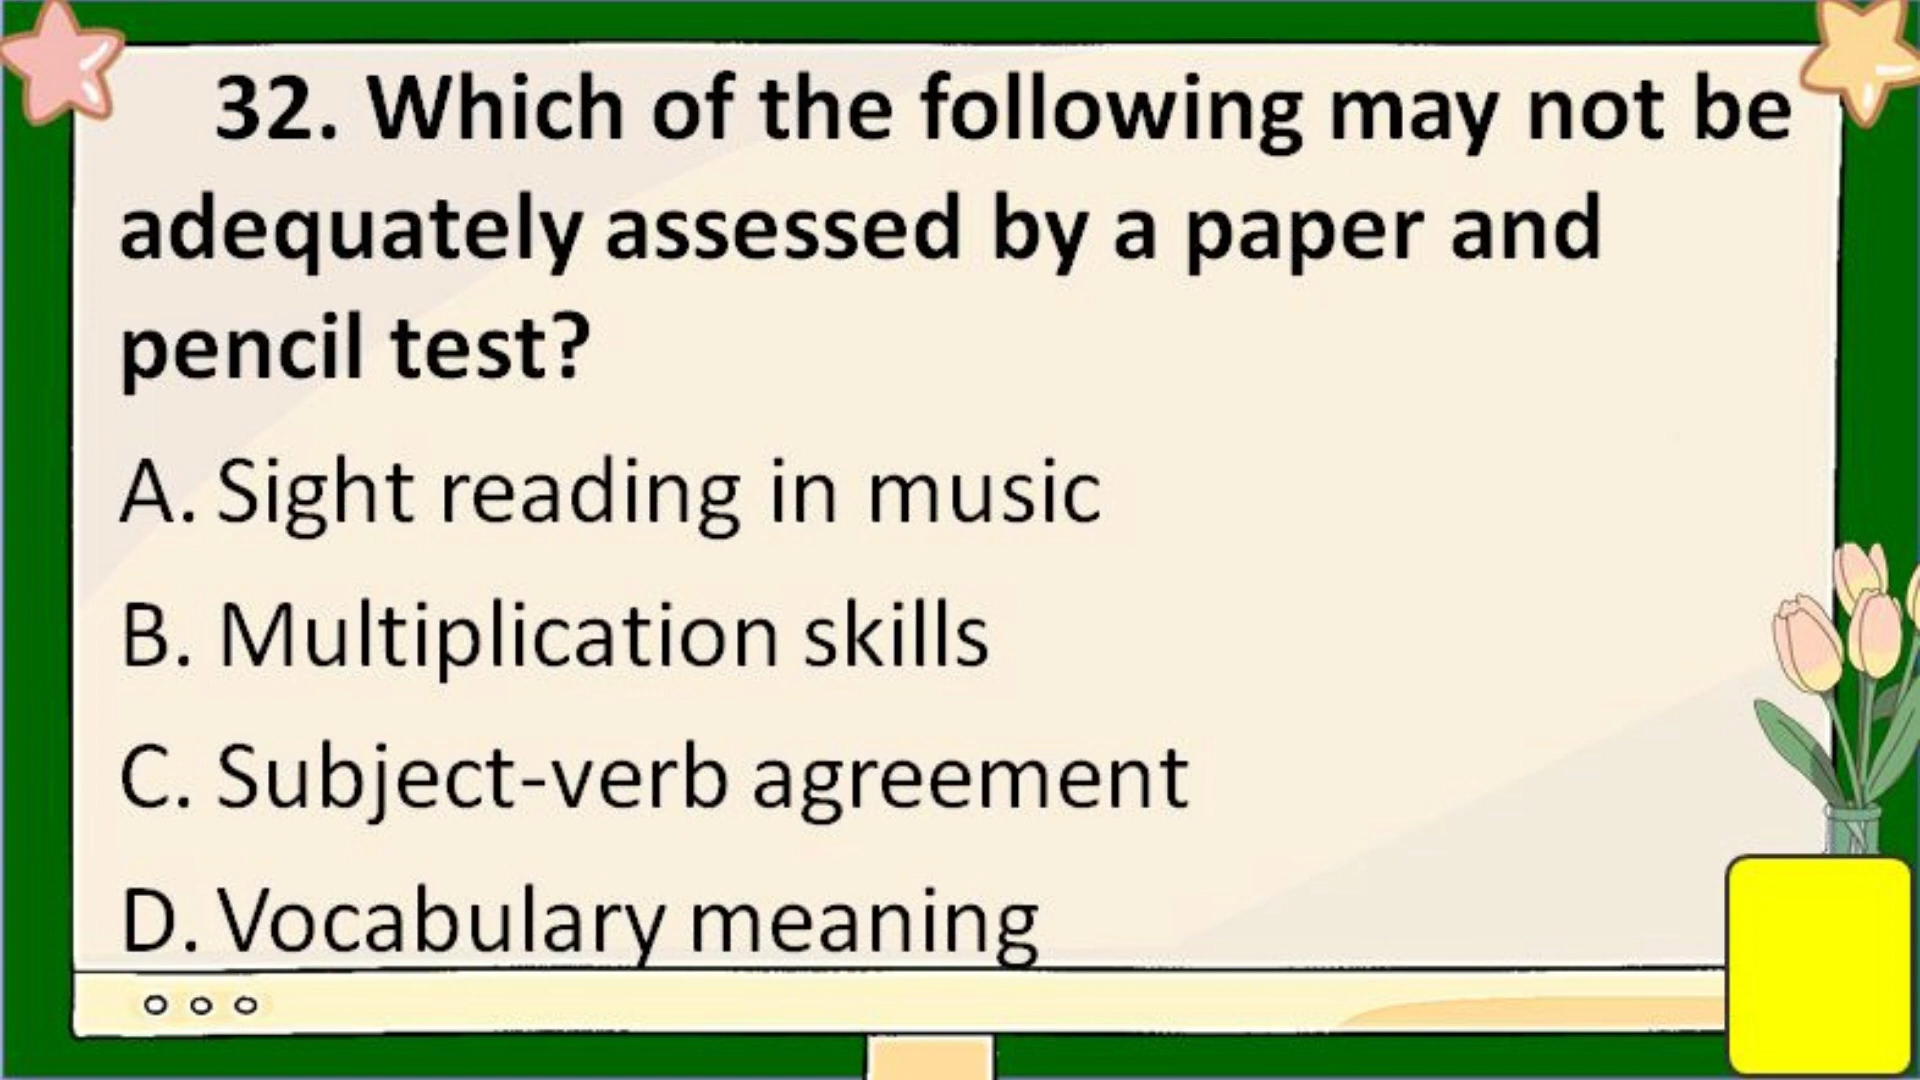 32. Which of the following may not be
adequately assessed by a paper and
pencil test?
A. Sight reading in music
B. Multiplication skills
C. Subject-verb agreement
D. Vocabulary meaning